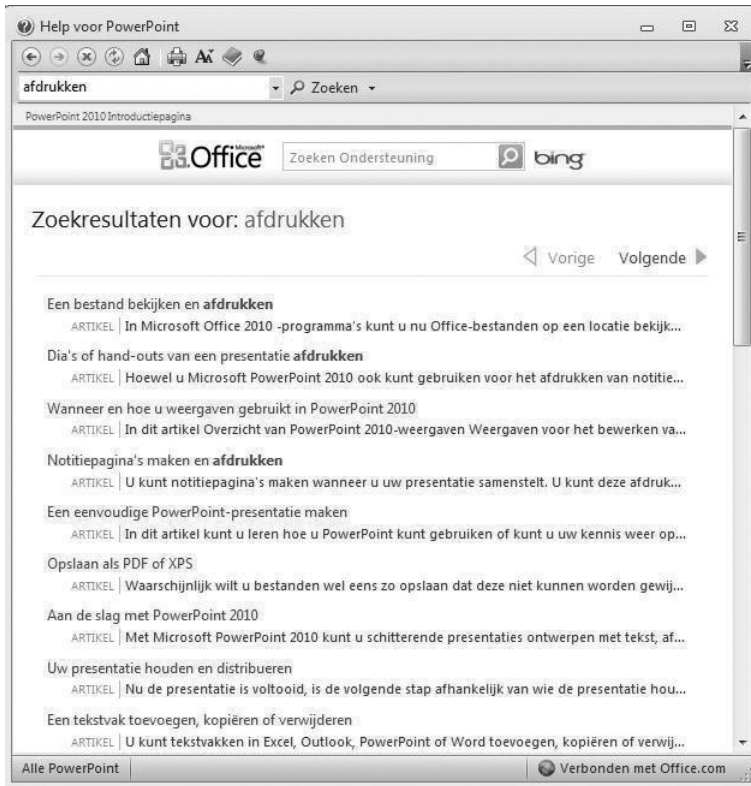 Help voor PowerPoint
afdrukken Zoeken
PowerPoint 2010 Introductiepagina
Microsoft® Office Zoeken Ondersteuning bing
Zoekresultaten voor: afdrukken
Vorige Volgende
Een bestand bekijken en afdrukken
ARTIKEL | In Microsoft Office 2010 -programma's kunt u nu Office-bestanden op een locatie bekijk...
Dia's of hand-outs van een presentatie afdrukken
ARTIKEL | Hoewel u Microsoft PowerPoint 2010 ook kunt gebruiken voor het afdrukken van notitie...
Wanneer en hoe u weergaven gebruikt in PowerPoint 2010
ARTIKEL | In dit artikel Overzicht van PowerPoint 2010-weergaven Weergaven voor het bewerken va...
Notitiepagina's maken en afdrukken
ARTIKEL | U kunt notitiepagina's maken wanneer u uw presentatie samenstelt. U kunt deze afdruk...
Een eenvoudige PowerPoint-presentatie maken
ARTIKEL | In dit artikel kunt u leren hoe u PowerPoint kunt gebruiken of kunt u uw kennis weer op...
Opslaan als PDF of XPS
ARTIKEL | Waarschijnlijk wilt u bestanden wel eens zo opslaan dat deze niet kunnen worden gewij...
Aan de slag met PowerPoint 2010
ARTIKEL | Met Microsoft PowerPoint 2010 kunt u schitterende presentaties ontwerpen met tekst, af...
Uw presentatie houden en distribueren
ARTIKEL | Nu de presentatie is voltooid, is de volgende stap afhankelijk van wie de presentatie hou...
Een tekstvak toevoegen, kopiëren of verwijderen
ARTIKEL | U kunt tekstvakken in Excel, Outlook, PowerPoint of Word toevoegen, kopiëren of verwij...
Alle PowerPoint Verbonden met Office.com